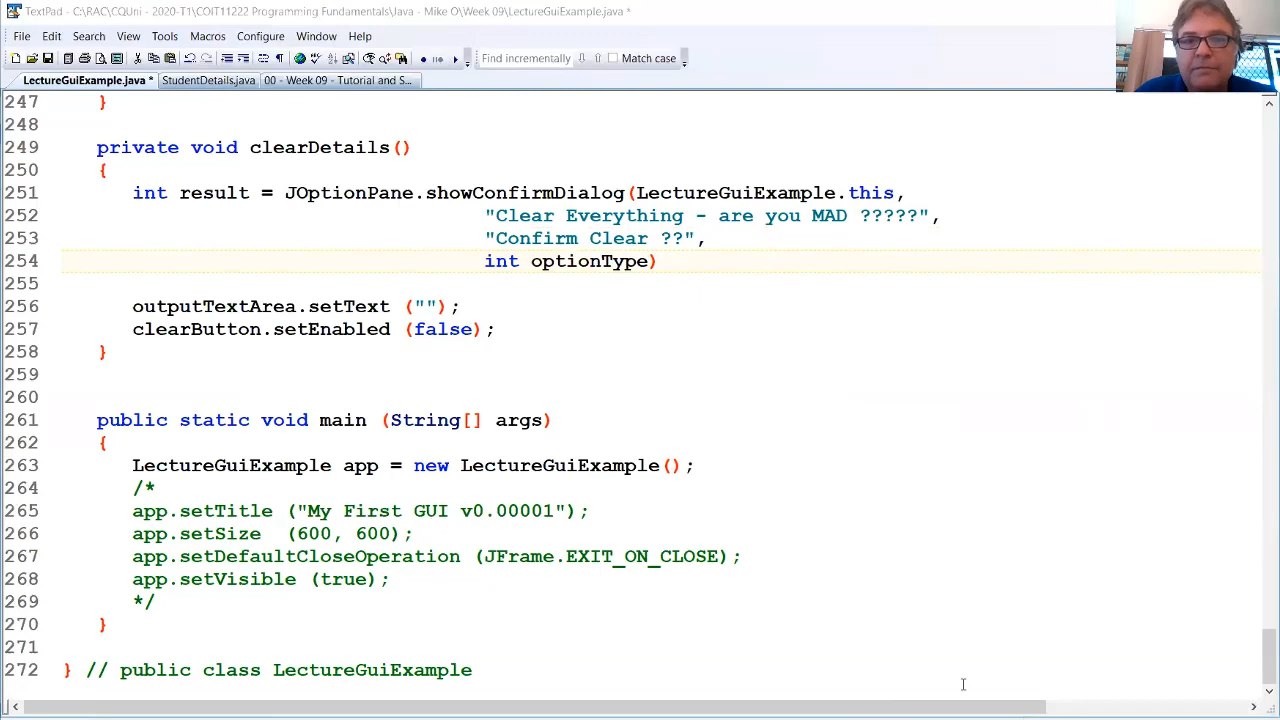 TextPad - C:\RAC\CQUni - 2020-T1\COIT11222 Programming Fundamentals\Java - Mike O\Week 09\LectureGuiExample.java *
File Edit Search View Tools Macros Configure Window Help
Find incrementally Match case
LectureGuiExample.java * StudentDetails.java 00 - Week 09 - Tutorial and S...
247 }
248
249 private void clearDetails()
250 {
251 int result = JOptionPane.showConfirmDialog(LectureGuiExample.this,
252 "Clear Everything - are you MAD ?????",
253 "Confirm Clear ??",
254 int optionType)
255
256 outputTextArea.setText ("");
257 clearButton.setEnabled (false);
258 }
259
260
261 public static void main (String[] args)
262 {
263 LectureGuiExample app = new LectureGuiExample();
264 /*
265 app.setTitle ("My First GUI v0.00001");
266 app.setSize (600, 600);
267 app.setDefaultCloseOperation (JFrame.EXIT_ON_CLOSE);
268 app.setVisible (true);
269 */
270 }
271
272 } // public class LectureGuiExample